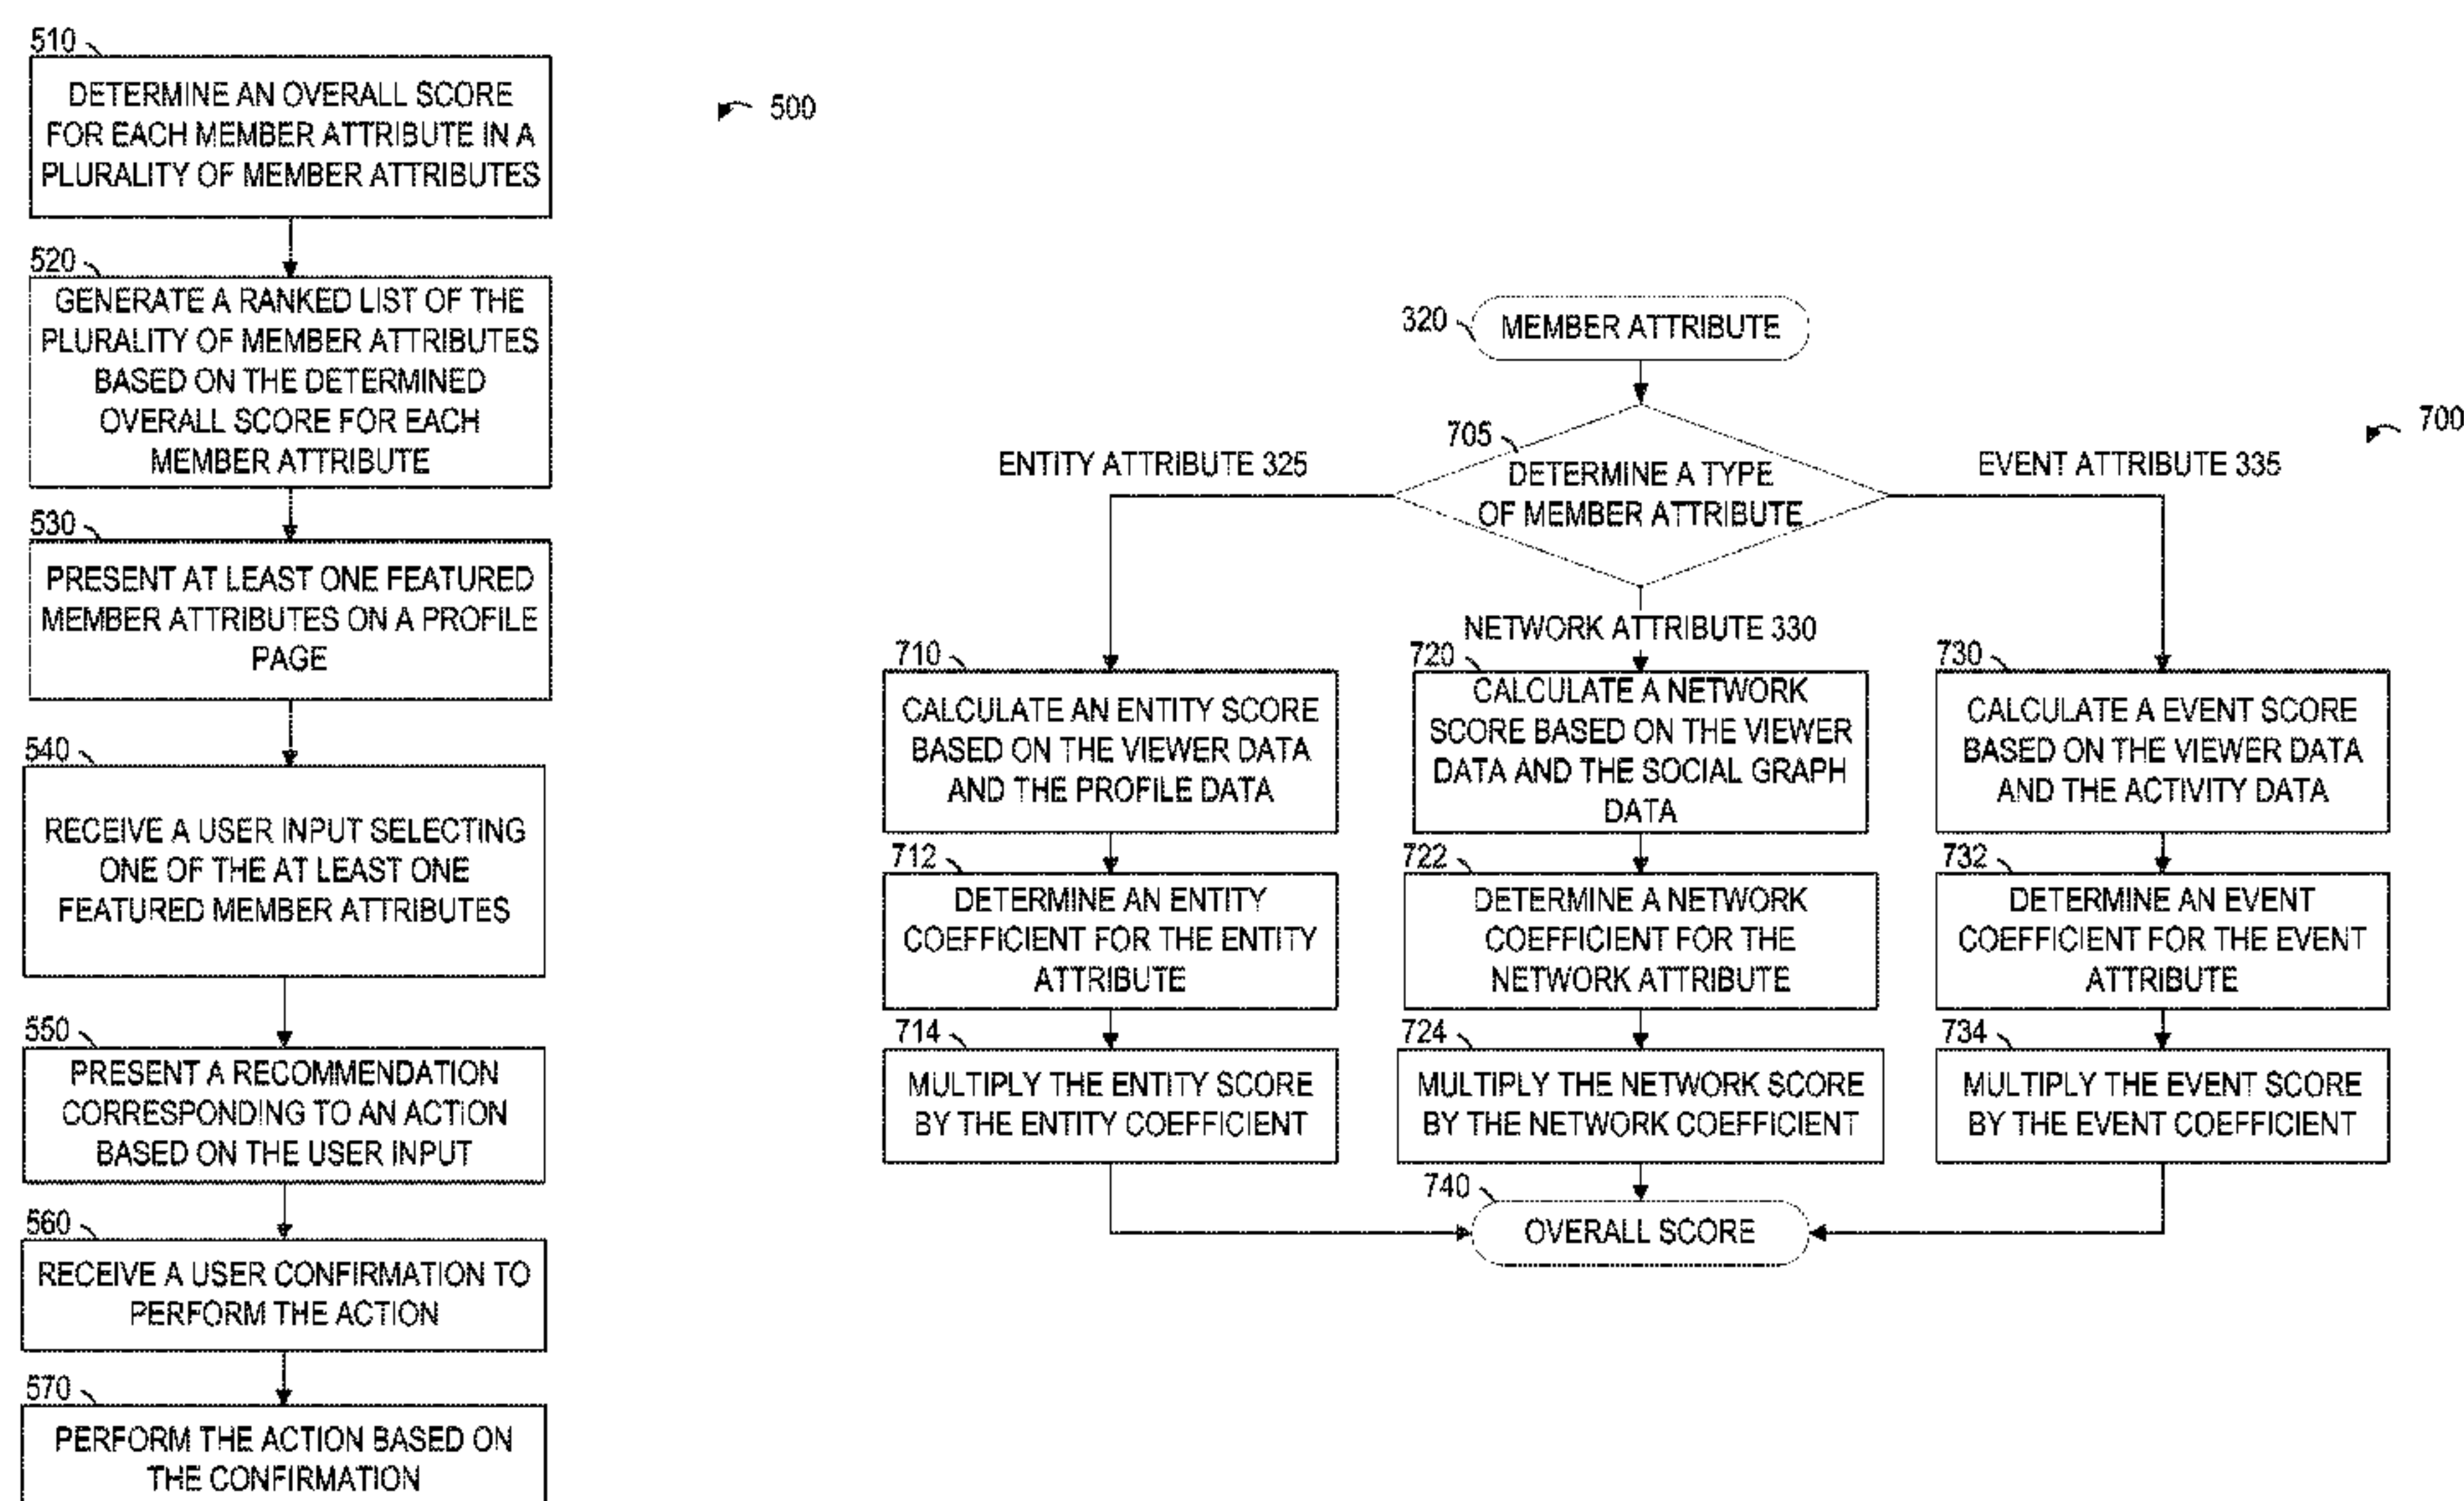 510
DETERMINE AN OVERALL SCORE
FOR EACH MEMBER ATTRIBUTE IN A
PLURALITY OF MEMBER ATTRIBUTES
500
520
GENERATE A RANKED LIST OF THE
PLURALITY OF MEMBER ATTRIBUTES
BASED ON THE DETERMINED
OVERALL SCORE FOR EACH
MEMBER ATTRIBUTE
530
PRESENT AT LEAST ONE FEATURED
MEMBER ATTRIBUTES ON A PROFILE
PAGE
540
RECEIVE A USER INPUT SELECTING
ONE OF THE AT LEAST ONE
FEATURED MEMBER ATTRIBUTES
550
PRESENT A RECOMMENDATION
CORRESPONDING TO AN ACTION
BASED ON THE USER INPUT
560
RECEIVE A USER CONFIRMATION TO
PERFORM THE ACTION
570
PERFORM THE ACTION BASED ON
THE CONFIRMATION
320
MEMBER ATTRIBUTE
700
705
DETERMINE A TYPE
OF MEMBER ATTRIBUTE
ENTITY ATTRIBUTE 325
NETWORK ATTRIBUTE 330
EVENT ATTRIBUTE 335
710
CALCULATE AN ENTITY SCORE
BASED ON THE VIEWER DATA
AND THE PROFILE DATA
712
DETERMINE AN ENTITY
COEFFICIENT FOR THE ENTITY
ATTRIBUTE
714
MULTIPLY THE ENTITY SCORE
BY THE ENTITY COEFFICIENT
720
CALCULATE A NETWORK
SCORE BASED ON THE VIEWER
DATA AND THE SOCIAL GRAPH
DATA
722
DETERMINE A NETWORK
COEFFICIENT FOR THE
NETWORK ATTRIBUTE
724
MULTIPLY THE NETWORK SCORE
BY THE NETWORK COEFFICIENT
730
CALCULATE A EVENT SCORE
BASED ON THE VIEWER DATA
AND THE ACTIVITY DATA
732
DETERMINE AN EVENT
COEFFICIENT FOR THE EVENT
ATTRIBUTE
734
MULTIPLY THE EVENT SCORE
BY THE EVENT COEFFICIENT
740
OVERALL SCORE